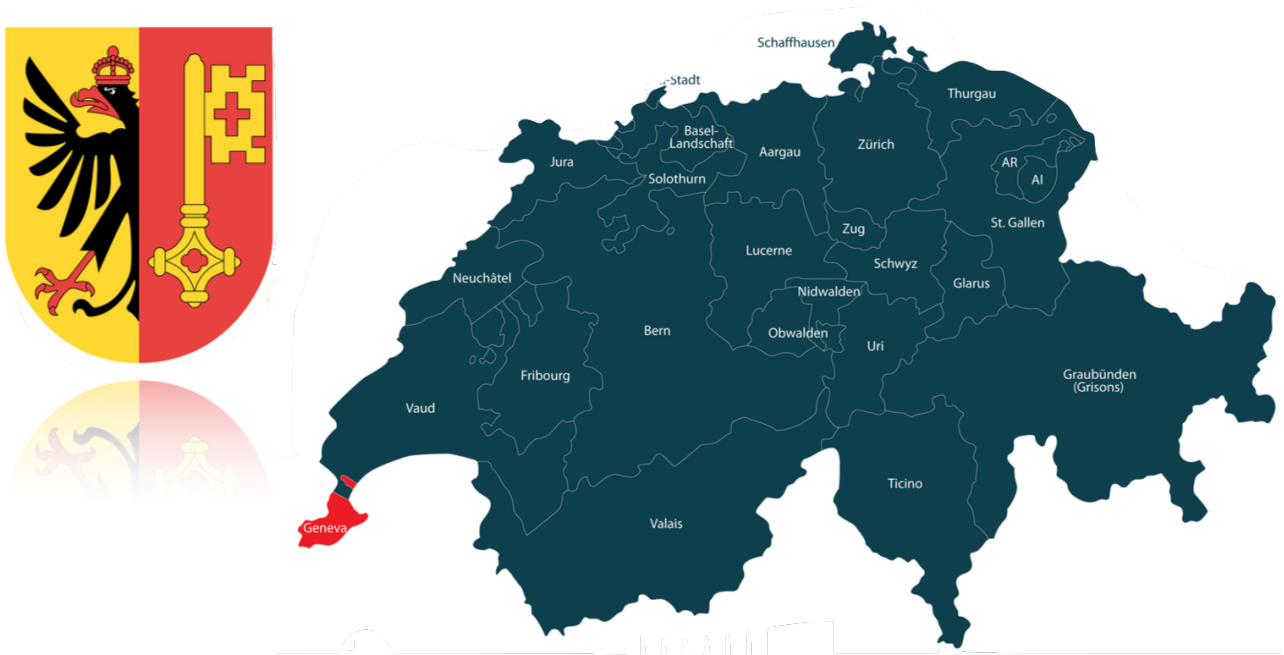 Schaffhausen
-Stadt
Thurgau
Basel-
Landschaft
Zürich
Aargau
Jura
AR
Solothurn
AI
St. Gallen
Zug
Lucerne
Schwyz
Neuchâtel
Glarus
Nidwalden
Bern
Obwalden
Uri
Fribourg
Graubünden
(Grisons)
Vaud
Ticino
Valais
Geneva